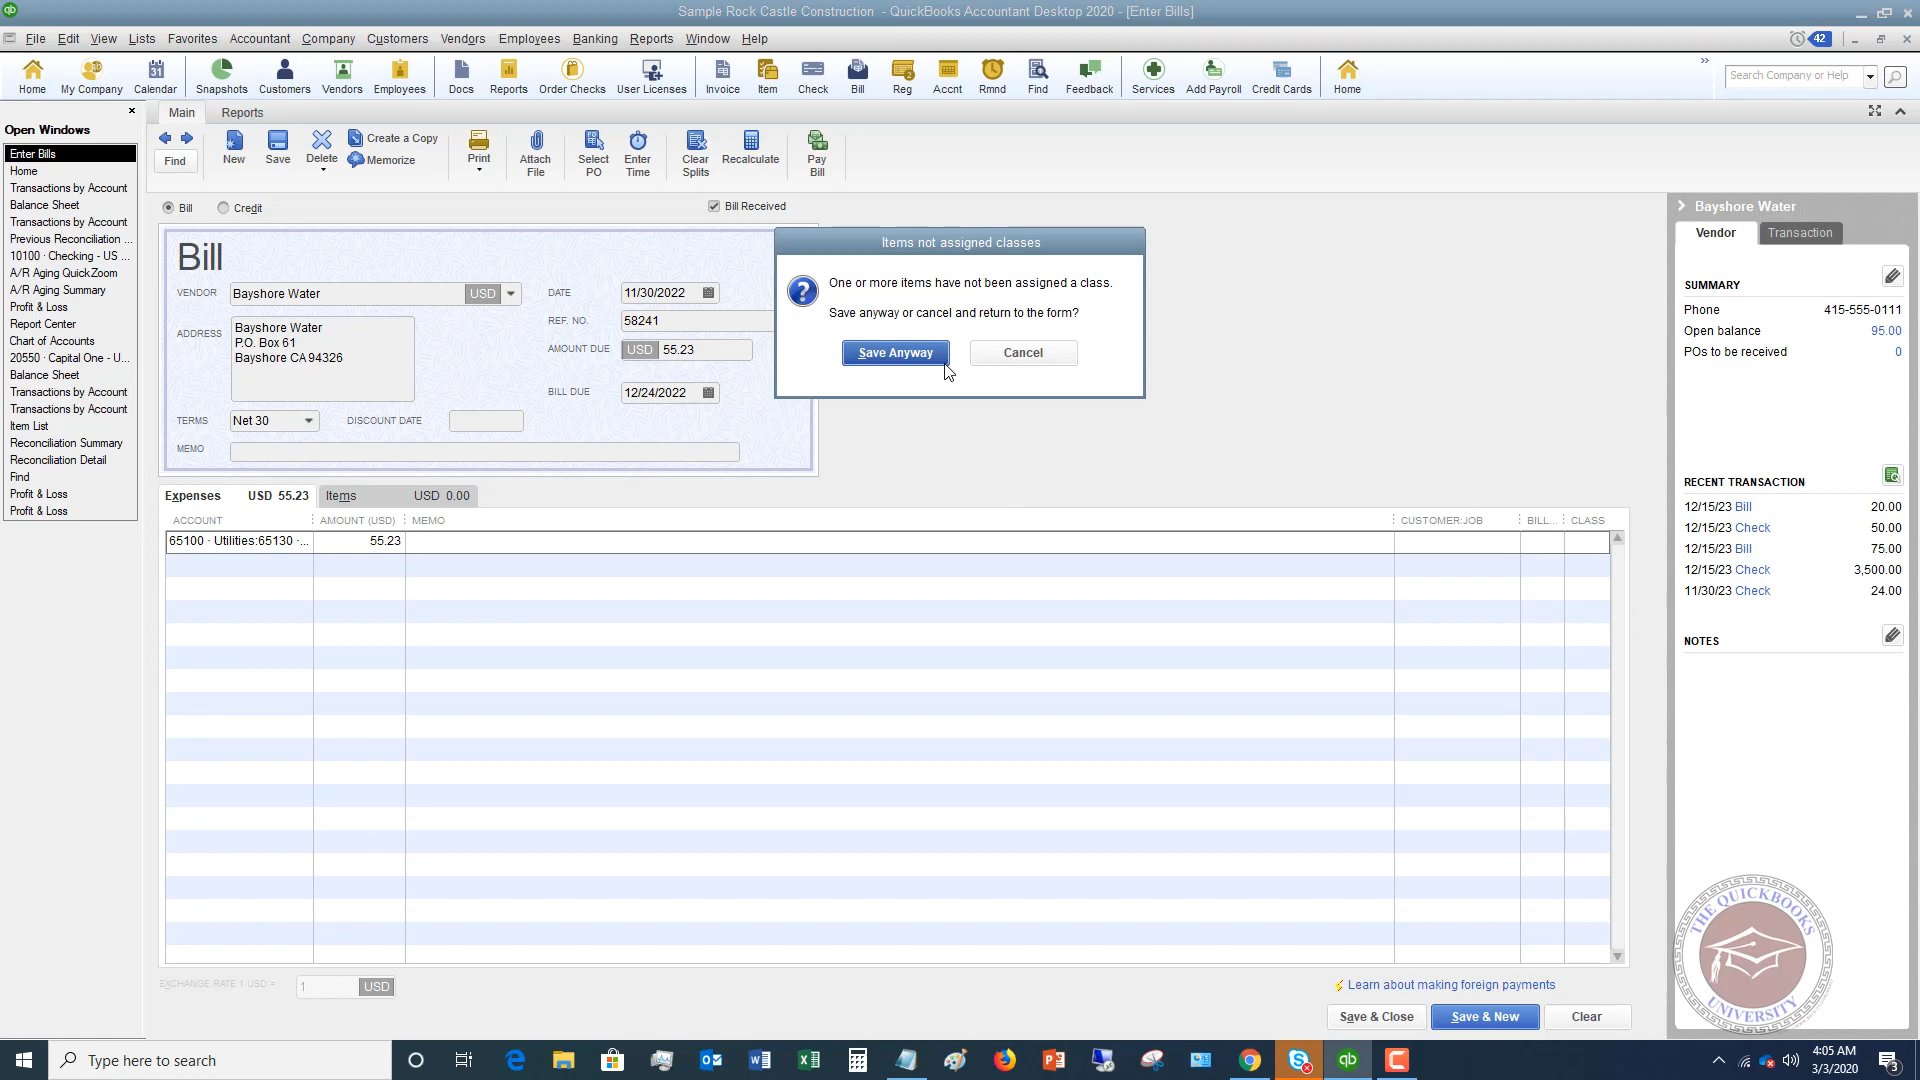 Sample Rock Castle Construction - QuickBooks Accountant Desktop 2020 - [Enter Bills]
File Edit View Lists Favorites Accountant Company Customers Vendors Employees Banking Reports Window Help
42
Home My Company Calendar Snapshots Customers Vendors Employees Docs Reports Order Checks User Licenses Invoice Item Check Bill Reg Accnt Rmnd Find Feedback Services Add Payroll Credit Cards Home
Search Company or Help
Open Windows
Enter Bills
Home
Transactions by Account
Balance Sheet
Transactions by Account
Previous Reconciliation ...
10100 · Checking - US ...
A/R Aging QuickZoom
A/R Aging Summary
Profit & Loss
Report Center
Chart of Accounts
20550 · Capital One - U...
Balance Sheet
Transactions by Account
Transactions by Account
Item List
Reconciliation Summary
Reconciliation Detail
Find
Profit & Loss
Profit & Loss
Main Reports
Find New Save Delete Create a Copy Memorize Print Attach File Select PO Enter Time Clear Splits Recalculate Pay Bill
Bill Credit Bill Received
Bill
VENDOR Bayshore Water USD
DATE 11/30/2022
REF. NO. 58241
ADDRESS
Bayshore Water
P.O. Box 61
Bayshore CA 94326
AMOUNT DUE USD 55.23
BILL DUE 12/24/2022
TERMS Net 30 DISCOUNT DATE
MEMO
Items not assigned classes
?
One or more items have not been assigned a class.
Save anyway or cancel and return to the form?
Save Anyway Cancel
Expenses USD 55.23 Items USD 0.00
ACCOUNT AMOUNT (USD) MEMO CUSTOMER:JOB BILL... CLASS
65100 · Utilities:65130 ·... 55.23
EXCHANGE RATE 1 USD = 1 USD
Learn about making foreign payments
Save & Close Save & New Clear
Bayshore Water
Vendor Transaction
SUMMARY
Phone 415-555-0111
Open balance 95.00
POs to be received 0
RECENT TRANSACTION
12/15/23 Bill 20.00
12/15/23 Check 50.00
12/15/23 Bill 75.00
12/15/23 Check 3,500.00
11/30/23 Check 24.00
NOTES
THE QUICKBOOKS
UNIVERSITY
Type here to search
4:05 AM
3/3/2020
3